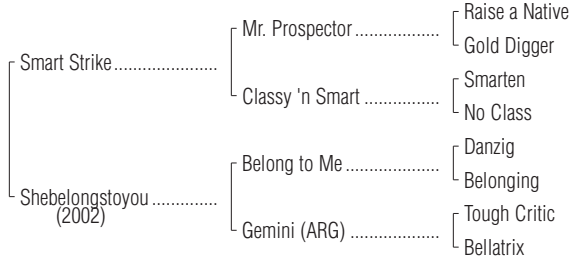 Raise a Native
Mr. Prospector ..................
Gold Digger
Smart Strike......................
Smarten
Classy 'n Smart ................
No Class
Danzig
Belong to Me ....................
Belonging
Shebelongstoyou ..............
(2002)
Tough Critic
Gemini (ARG) ...................
Bellatrix